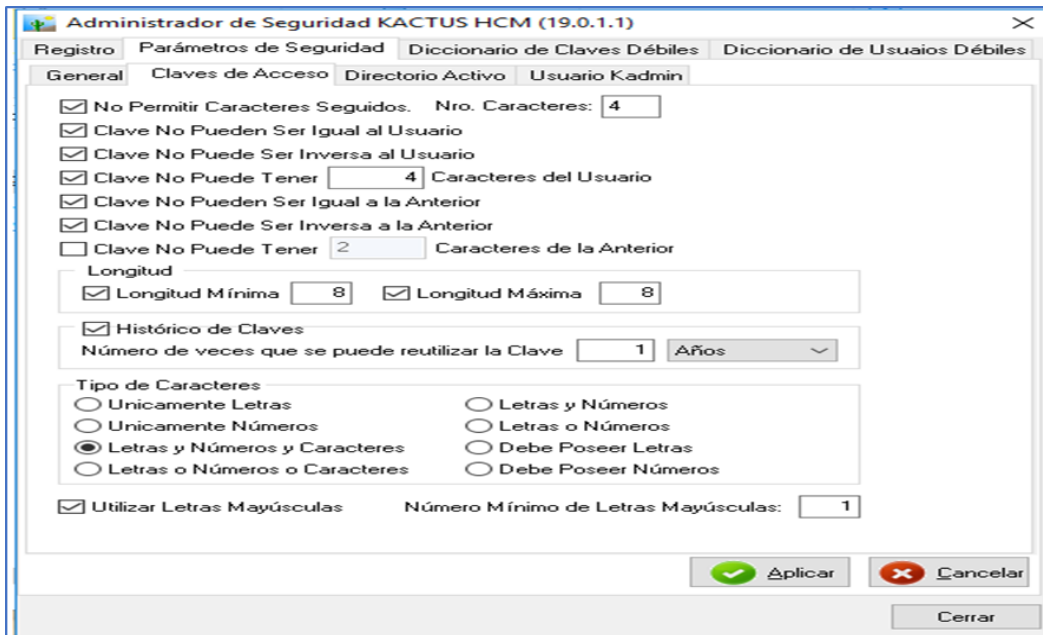 Administrador de Seguridad KACTUS HCM (19.0.1.1)
Registro Parámetros de Seguridad Diccionario de Claves Débiles Diccionario de Usuaios Débiles
General Claves de Acceso Directorio Activo Usuario Kadmin
No Permitir Caracteres Seguidos. Nro. Caracteres: 4
Clave No Pueden Ser Igual al Usuario
Clave No Puede Ser Inversa al Usuario
Clave No Puede Tener 4 Caracteres del Usuario
Clave No Pueden Ser Igual a la Anterior
Clave No Puede Ser Inversa a la Anterior
Clave No Puede Tener 2 Caracteres de la Anterior
Longitud
Longitud Mínima 8 Longitud Máxima 8
Histórico de Claves
Número de veces que se puede reutilizar la Clave 1 Años
Tipo de Caracteres
Unicamente Letras Letras y Números
Unicamente Números Letras o Números
Letras y Números y Caracteres Debe Poseer Letras
Letras o Números o Caracteres Debe Poseer Números
Utilizar Letras Mayúsculas Número Mínimo de Letras Mayúsculas: 1
Aplicar Cancelar
Cerrar